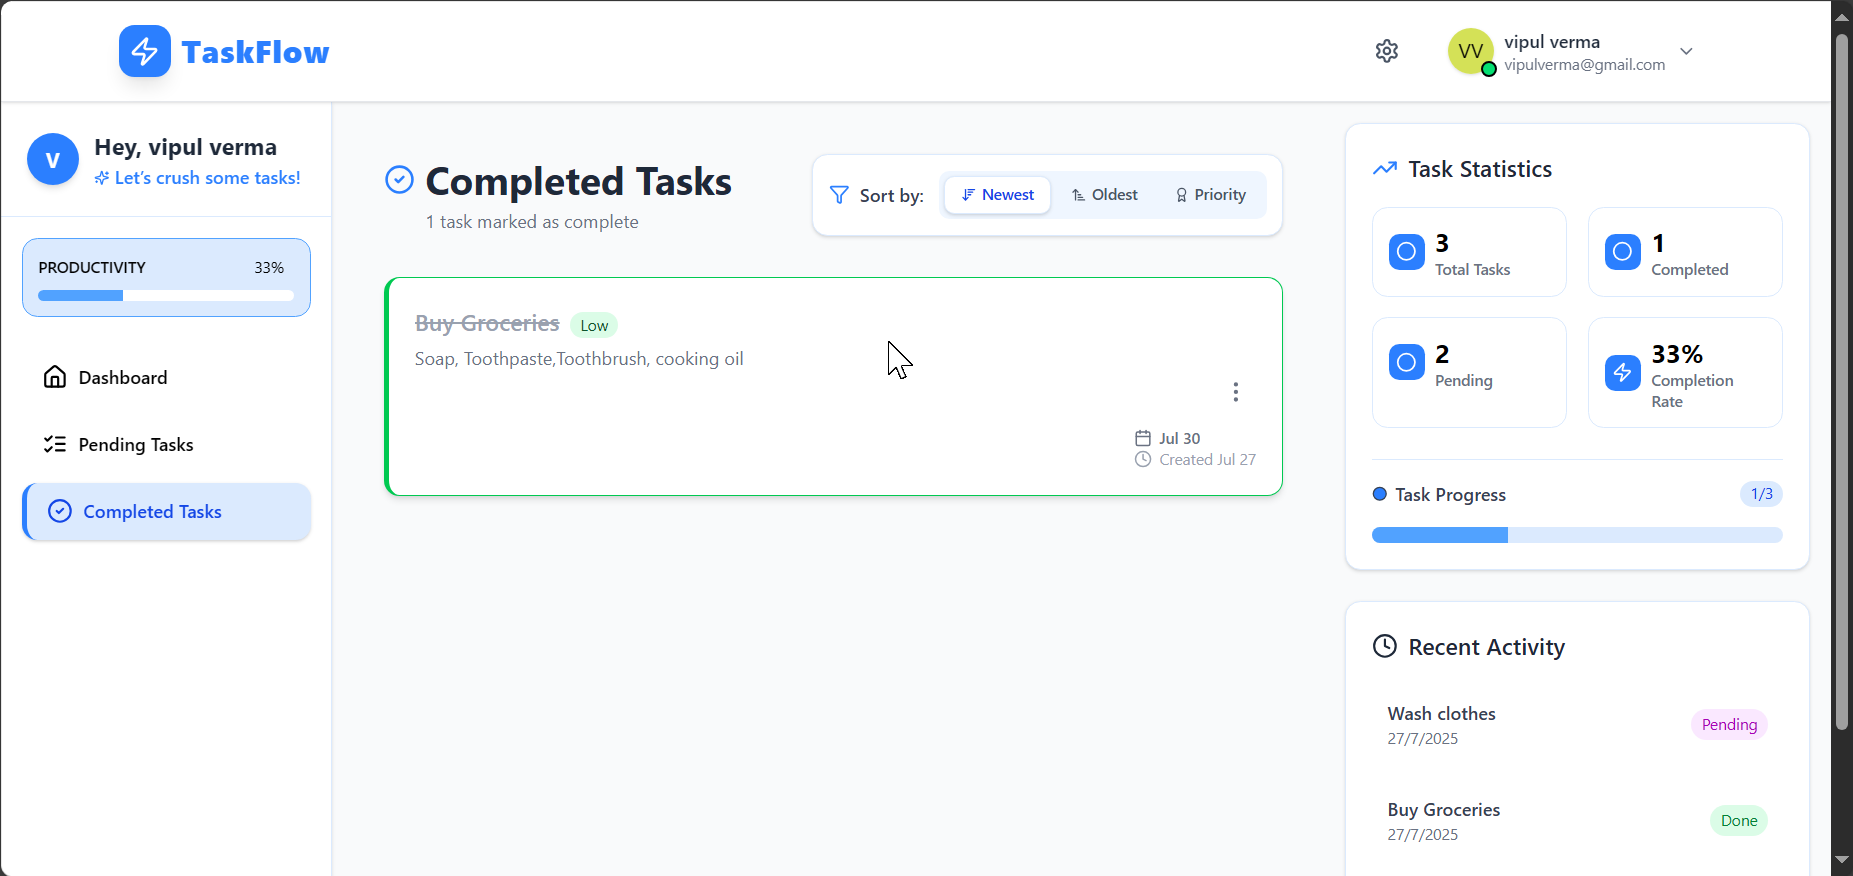 TaskFlow
VV
vipul verma
vipulverma@gmail.com
V
Hey, vipul verma
Let's crush some tasks!
PRODUCTIVITY 33%
Dashboard
Pending Tasks
Completed Tasks
Completed Tasks
1 task marked as complete
Sort by: Newest Oldest Priority
Buy Groceries Low
Soap, Toothpaste,Toothbrush, cooking oil
Jul 30
Created Jul 27
Task Statistics
3
Total Tasks
1
Completed
2
Pending
33%
Completion
Rate
Task Progress 1/3
Recent Activity
Wash clothes
27/7/2025
Pending
Buy Groceries
27/7/2025
Done